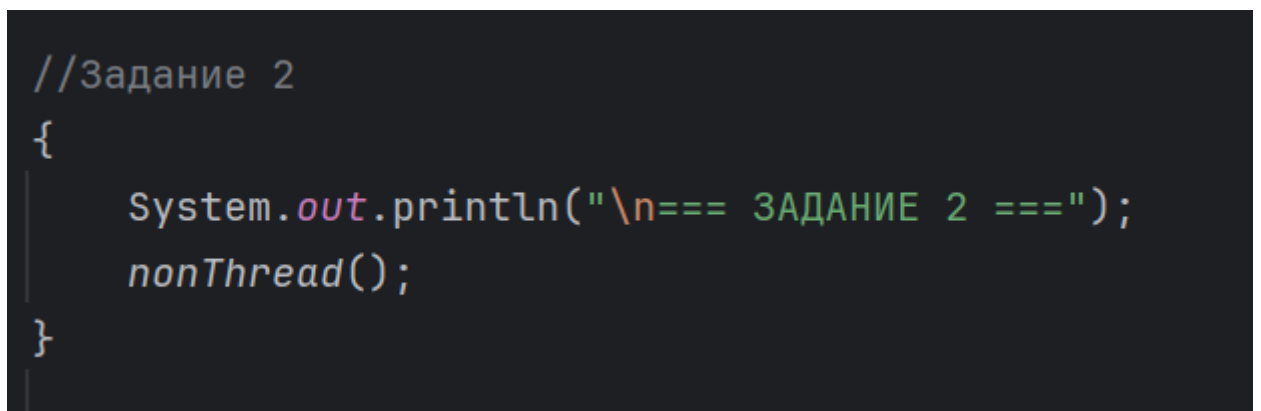 //Задание 2
{
System.out.println("\n=== ЗАДАНИЕ 2 ===");
nonThread();
}